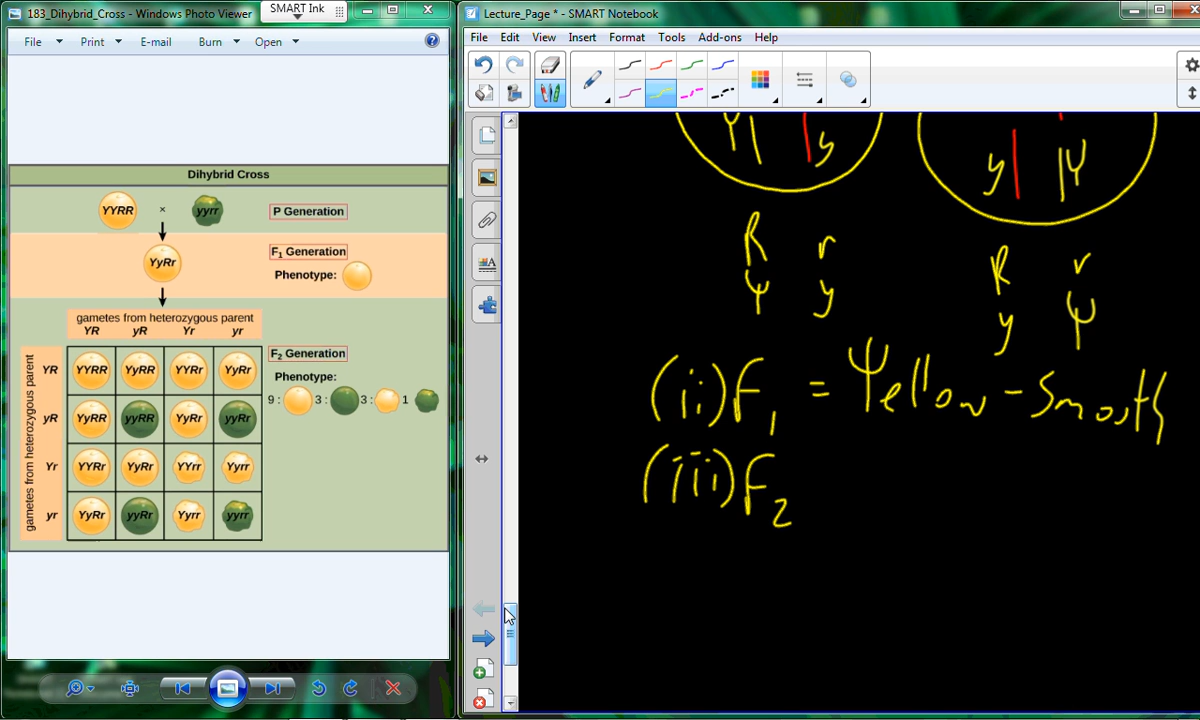 183_Dihybrid_Cross - Windows Photo Viewer
SMART Ink
File Print E-mail Burn Open
Dihybrid Cross
YYRR × yyrr P Generation
F₁ Generation
YyRr Phenotype:
gametes from heterozygous parent
YR yR Yr yr
gametes from heterozygous parent
F₂ Generation
Phenotype:
9 : 3 : 3 : 1
YR YYRR YyRR YYRr YyRr
yR YyRR yyRR YyRr yyRr
Yr YYRr YyRr YYrr Yyrr
yr YyRr yyRr Yyrr yyrr
Lecture_Page * - SMART Notebook
File Edit View Insert Format Tools Add-ons Help
Y y y Y
R r R r
Y y y Y
(ii) F₁ = Yellow - Smooth
(iii) F₂